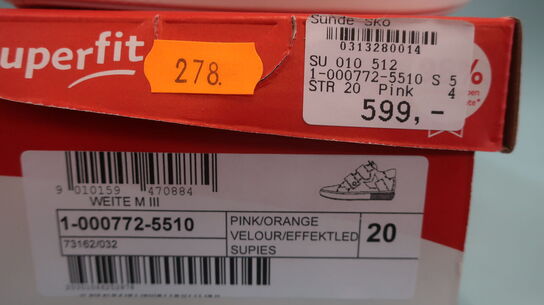 superfit
278.
Sunde Sko
0313280014
SU 010 512
1-000772-5510 S 5
STR 20 Pink 4
599,-
%
9 010159 470884
WEITE M III
1-000772-5510
73162/032
PINK/ORANGE
VELOUR/EFFEKTLED
SUPIES
20